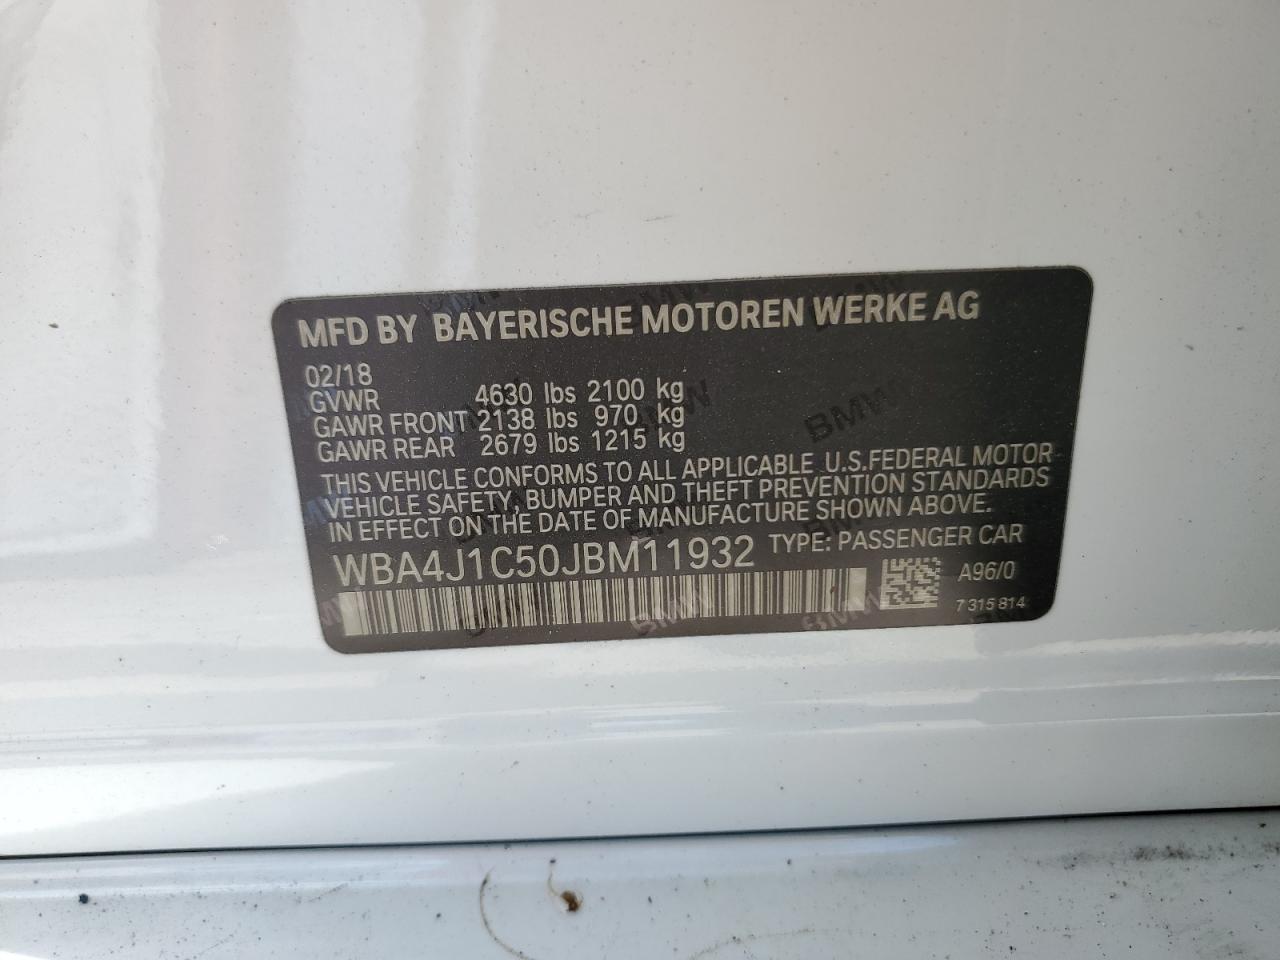 MFD BY BAYERISCHE MOTOREN WERKE AG
02/18
GVWR 4630 lbs 2100 kg
GAWR FRONT 2138 lbs 970 kg
GAWR REAR 2679 lbs 1215 kg
THIS VEHICLE CONFORMS TO ALL APPLICABLE U.S.FEDERAL MOTOR
VEHICLE SAFETY, BUMPER AND THEFT PREVENTION STANDARDS
IN EFFECT ON THE DATE OF MANUFACTURE SHOWN ABOVE.
WBA4J1C50JBM11932 TYPE: PASSENGER CAR
A96/0
7 315 814